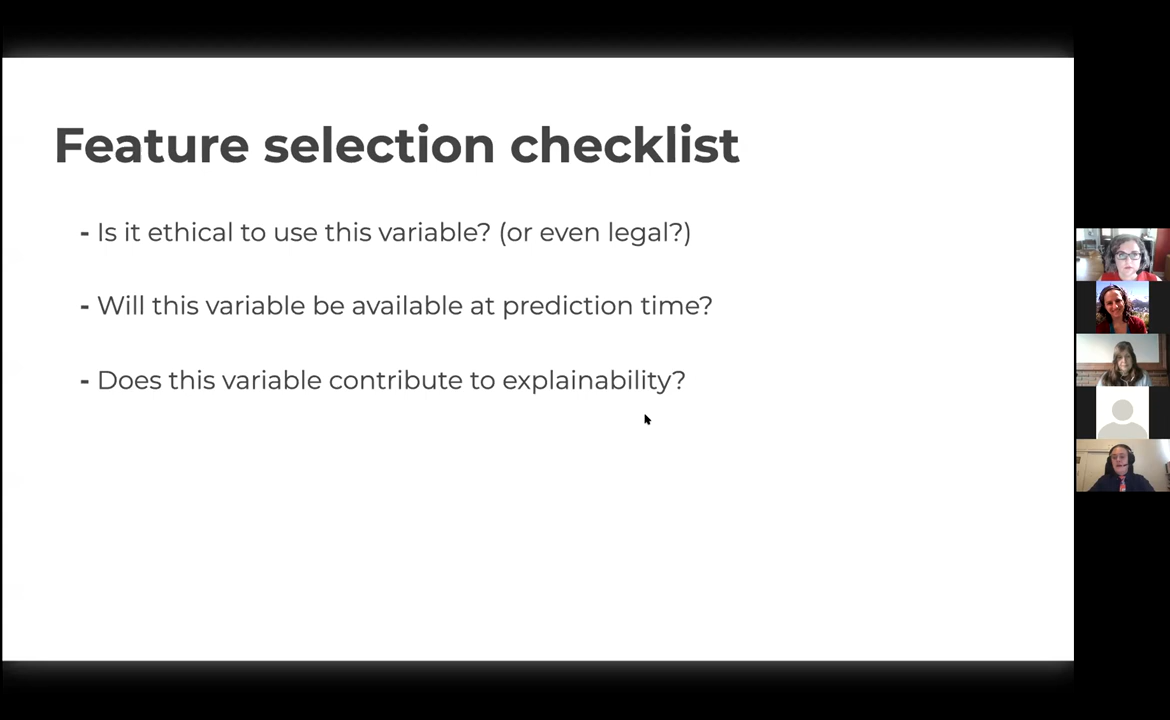 Feature selection checklist
- Is it ethical to use this variable? (or even legal?)
- Will this variable be available at prediction time?
- Does this variable contribute to explainability?